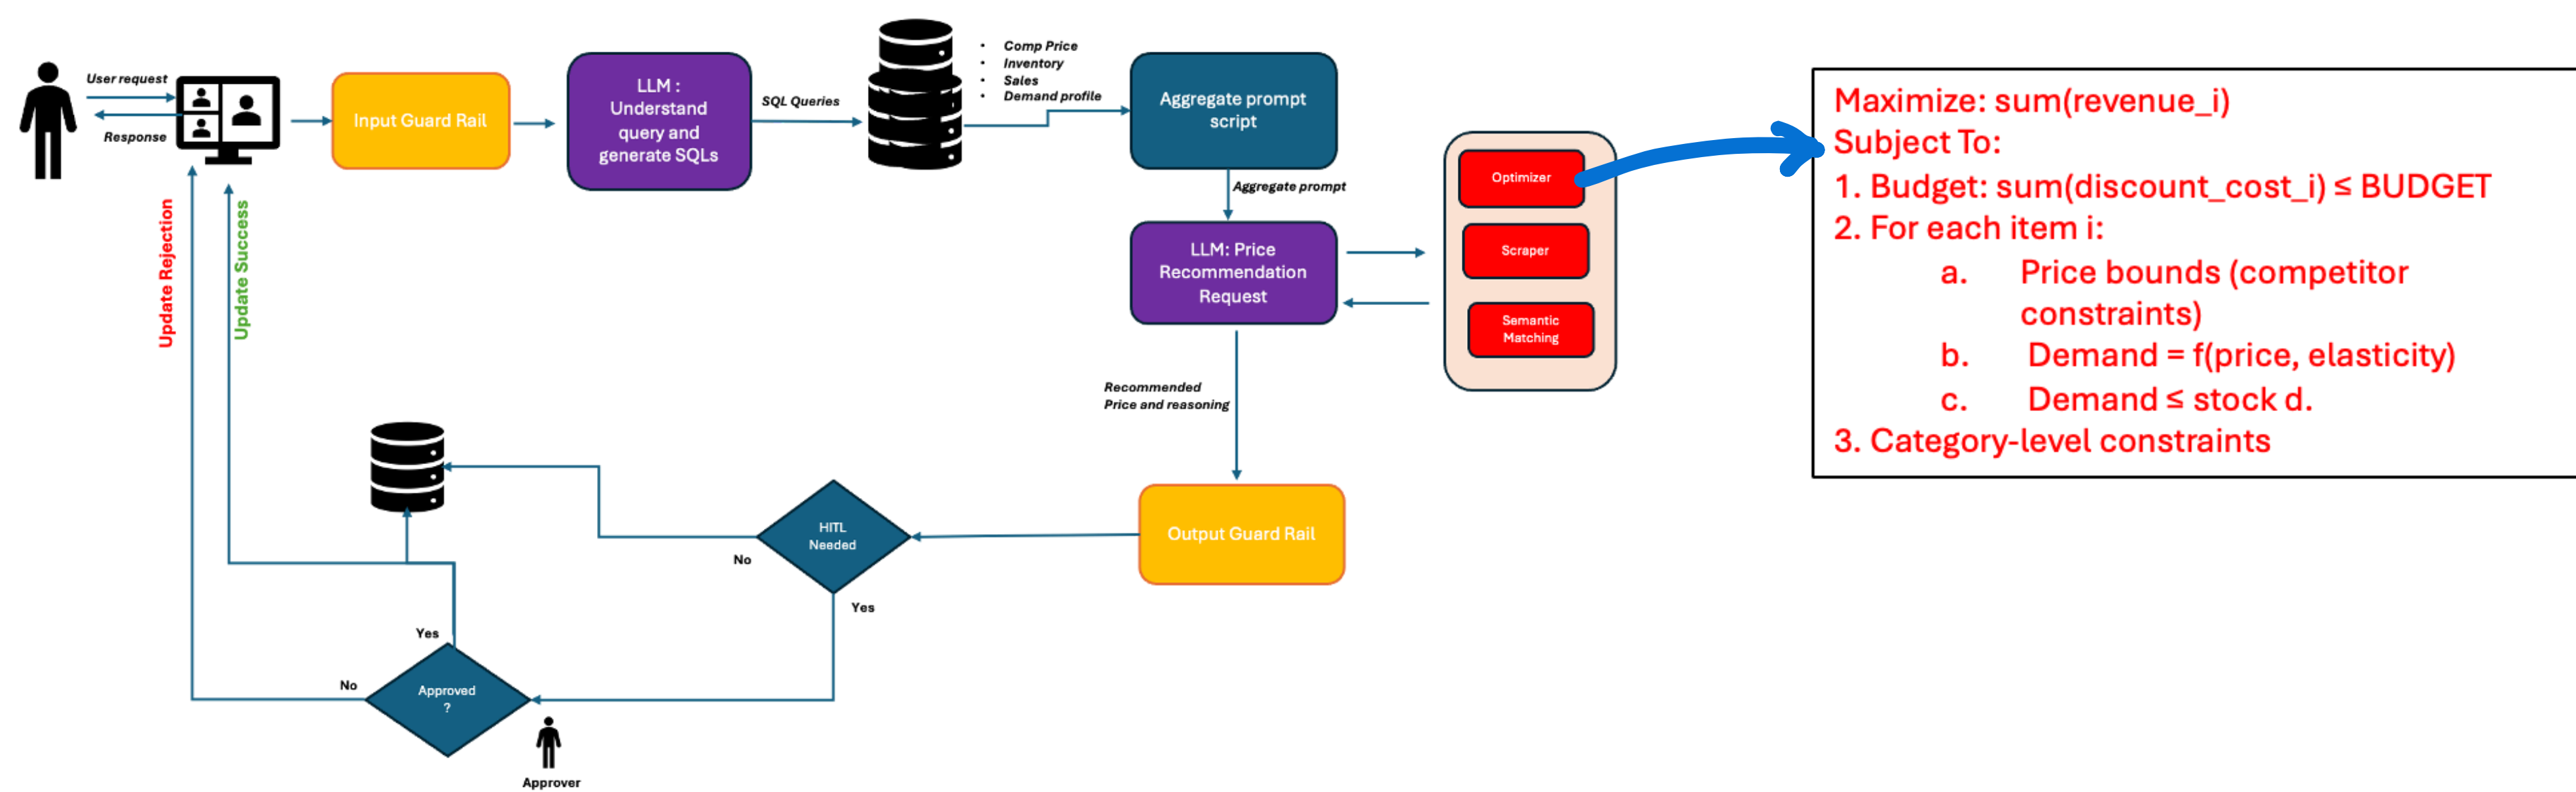 User request
Response
Input Guard Rail
LLM :
Understand
query and
generate SQLs
SQL Queries
• Comp Price
• Inventory
• Sales
• Demand profile
Aggregate prompt
script
Aggregate prompt
LLM: Price
Recommendation
Request
Optimizer
Scraper
Semantic
Matching
Maximize: sum(revenue_i)
Subject To:
1. Budget: sum(discount_cost_i) ≤ BUDGET
2. For each item i:
a. Price bounds (competitor
constraints)
b. Demand = f(price, elasticity)
c. Demand ≤ stock d.
3. Category-level constraints
Update Rejection
Update Success
Recommended
Price and reasoning
Output Guard Rail
HITL
Needed
No
Yes
Yes
No
Approved
?
Approver